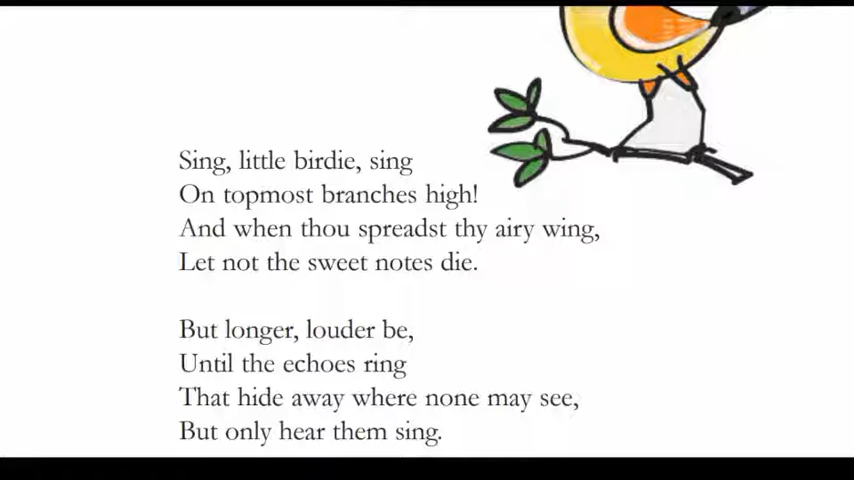 Sing, little birdie, sing
On topmost branches high!
And when thou spreadst thy airy wing,
Let not the sweet notes die.

But longer, louder be,
Until the echoes ring
That hide away where none may see,
But only hear them sing.